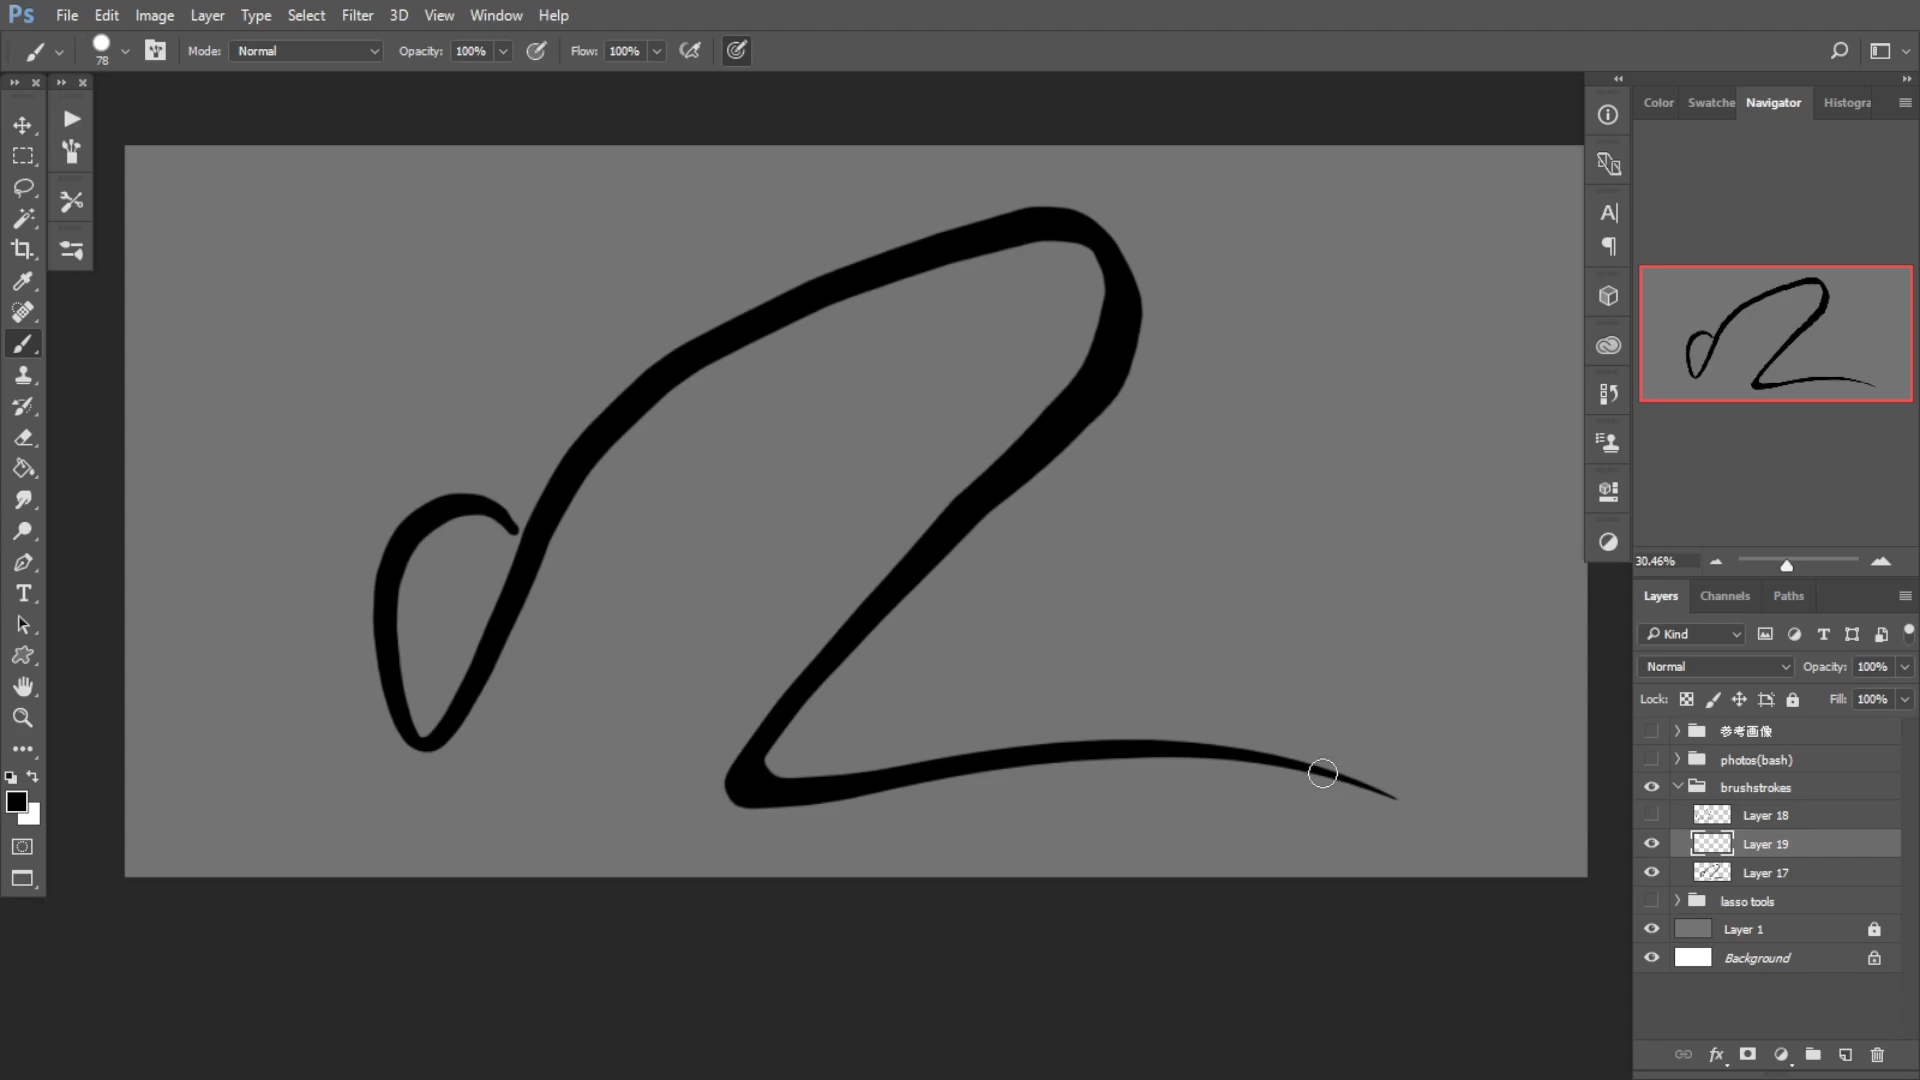 Ps File Edit Image Layer Type Select Filter 3D View Window Help
78 Mode: Normal Opacity: 100% Flow: 100%
Color Swatche Navigator Histogra
30.46%
Layers Channels Paths
Kind
Normal Opacity: 100%
Lock: Fill: 100%
参考画像
photos(bash)
brushstrokes
Layer 18
Layer 19
Layer 17
lasso tools
Layer 1
Background
fx